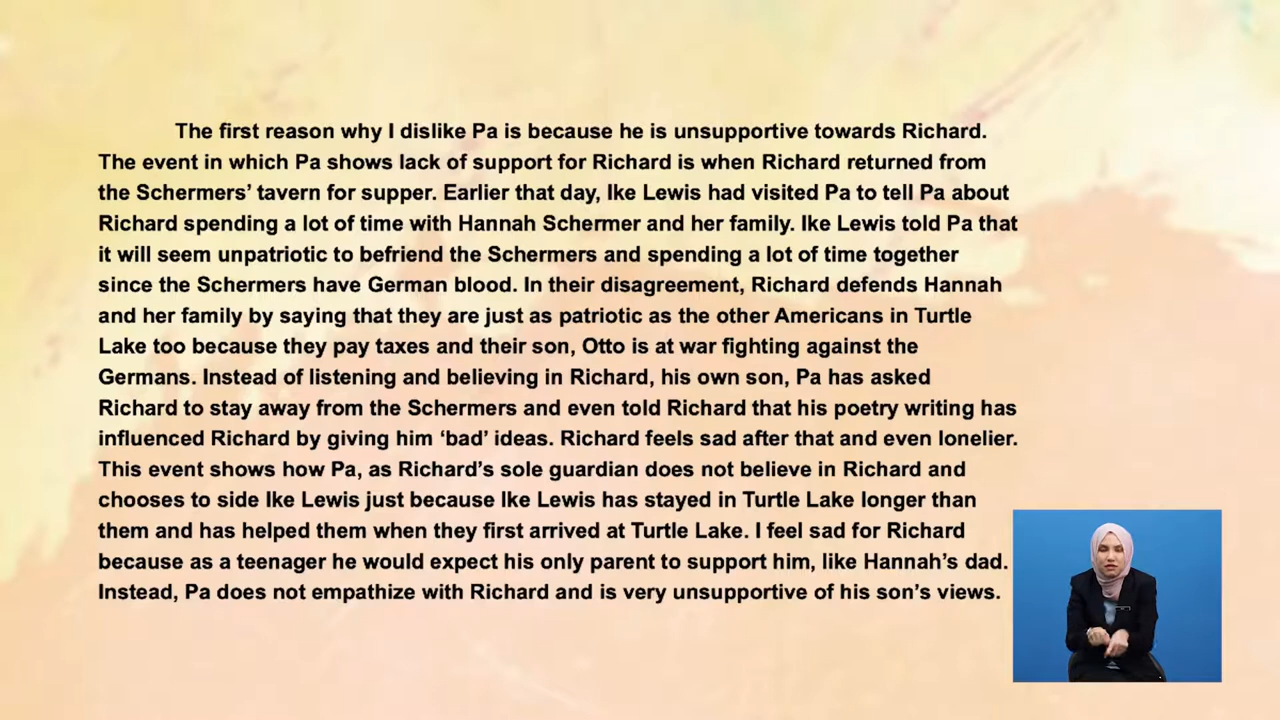 The first reason why I dislike Pa is because he is unsupportive towards Richard.
The event in which Pa shows lack of support for Richard is when Richard returned from
the Schermers’ tavern for supper. Earlier that day, Ike Lewis had visited Pa to tell Pa about
Richard spending a lot of time with Hannah Schermer and her family. Ike Lewis told Pa that
it will seem unpatriotic to befriend the Schermers and spending a lot of time together
since the Schermers have German blood. In their disagreement, Richard defends Hannah
and her family by saying that they are just as patriotic as the other Americans in Turtle
Lake too because they pay taxes and their son, Otto is at war fighting against the
Germans. Instead of listening and believing in Richard, his own son, Pa has asked
Richard to stay away from the Schermers and even told Richard that his poetry writing has
influenced Richard by giving him ‘bad’ ideas. Richard feels sad after that and even lonelier.
This event shows how Pa, as Richard’s sole guardian does not believe in Richard and
chooses to side Ike Lewis just because Ike Lewis has stayed in Turtle Lake longer than
them and has helped them when they first arrived at Turtle Lake. I feel sad for Richard
because as a teenager he would expect his only parent to support him, like Hannah’s dad.
Instead, Pa does not empathize with Richard and is very unsupportive of his son’s views.